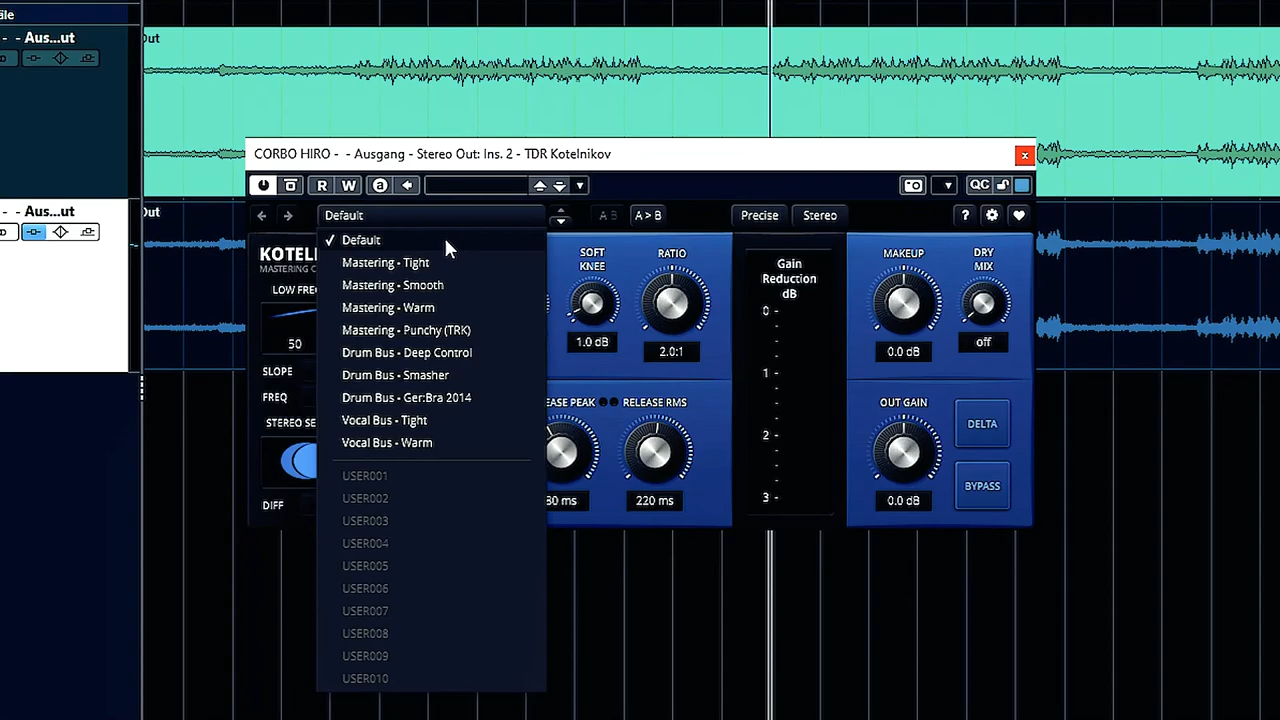 äle
- - Aus...ut
Out
CORBO HIRO - - Ausgang - Stereo Out: Ins. 2 - TDR Kotelnikov
R W a QC
- - Aus...ut
Out
Default
A B
A > B
Precise
Stereo
?
✓ Default
Mastering - Tight
Mastering - Smooth
Mastering - Warm
Mastering - Punchy (TRK)
Drum Bus - Deep Control
Drum Bus - Smasher
Drum Bus - Ger:Bra 2014
Vocal Bus - Tight
Vocal Bus - Warm
USER001
USER002
USER003
USER004
USER005
USER006
USER007
USER008
USER009
USER010
KOTEL
MASTERING C
LOW FREQ
50
SLOPE
FREQ
STEREO SE
DIFF
SOFT
KNEE
1.0 dB
RATIO
2.0:1
EASE PEAK
80 ms
RELEASE RMS
220 ms
Gain
Reduction
dB
0 -
1 -
2 -
3 -
MAKEUP
0.0 dB
DRY
MIX
off
OUT GAIN
0.0 dB
DELTA
BYPASS